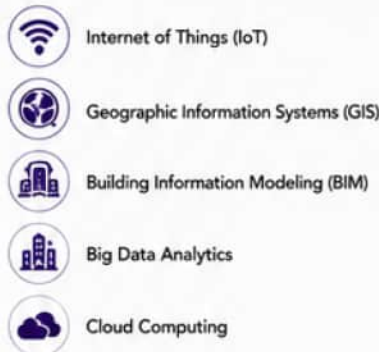 Internet of Things (IoT)
Geographic Information Systems (GIS)
Building Information Modeling (BIM)
Big Data Analytics
Cloud Computing